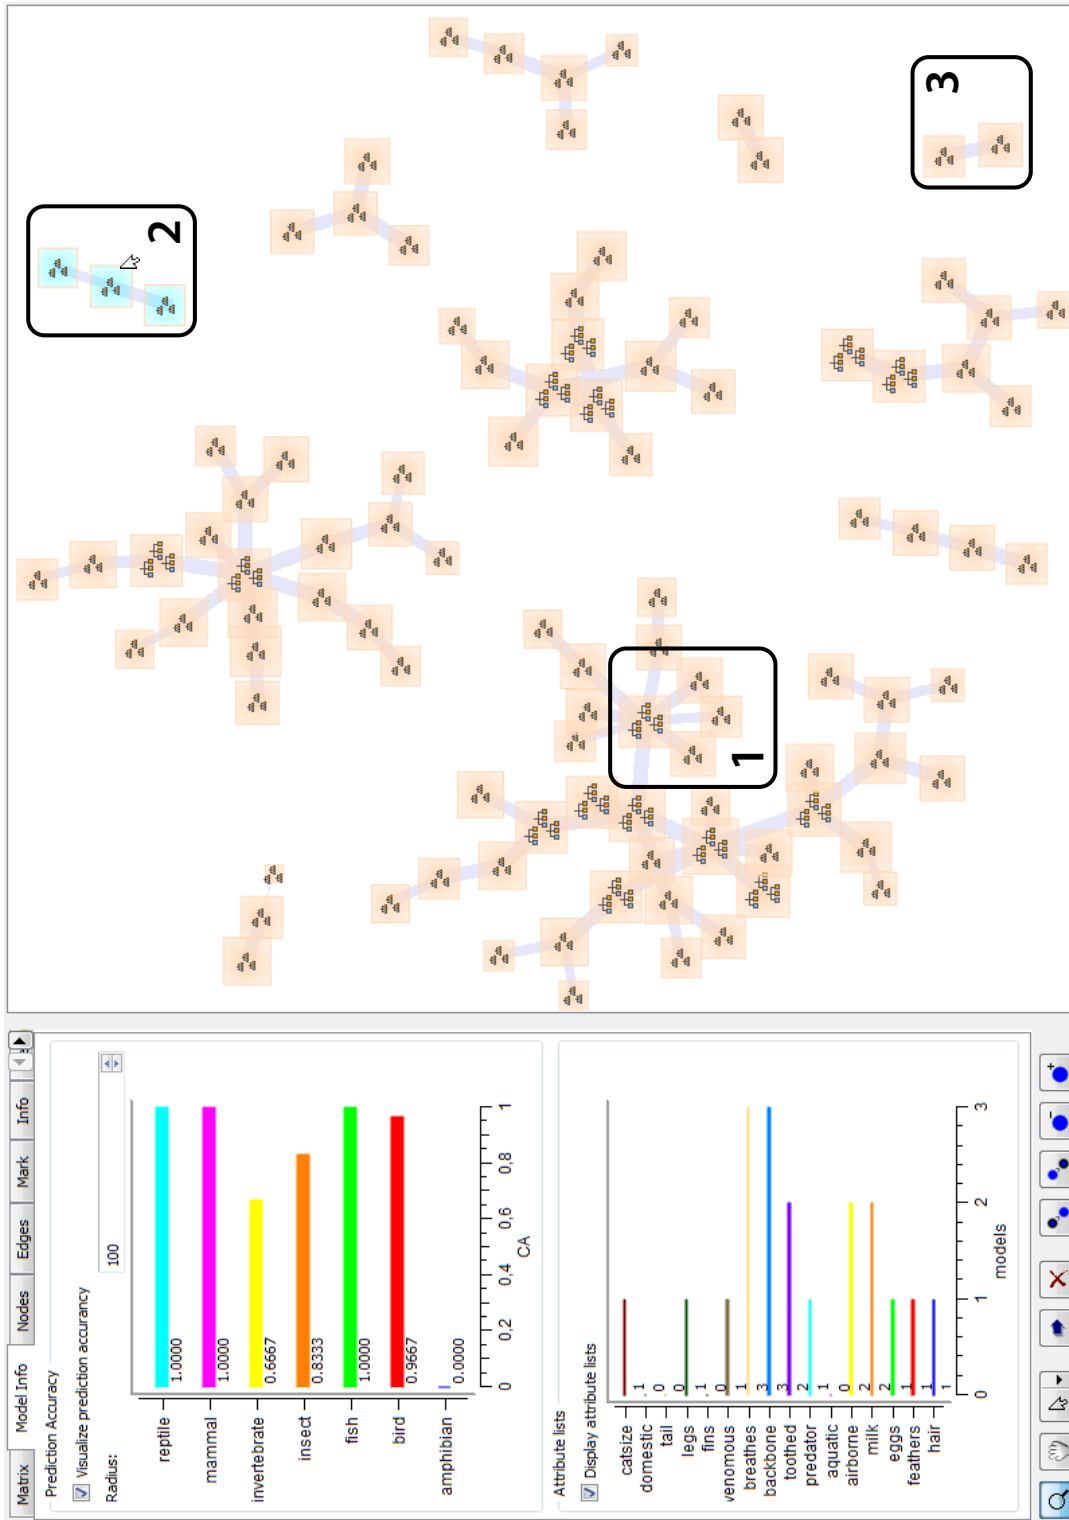 Matrix Model Info Nodes Edges Mark Info
Prediction Accuracy
Visualize prediction accurancy
Radius: 100
reptile 1.0000
mammal 1.0000
invertebrate 0.6667
insect 0.8333
fish 1.0000
bird 0.9667
amphibian 0.0000
0 0,2 0,4 0,6 0,8 1
CA
Attribute lists
Display attribute lists
catsize 1
domestic 0
tail 0
legs 1
fins 0
venomous 1
breathes 3
backbone 3
toothed 2
predator 1
aquatic 0
airborne 2
milk 2
eggs 1
feathers 1
hair 1
0 1 2 3
models
2
3
1